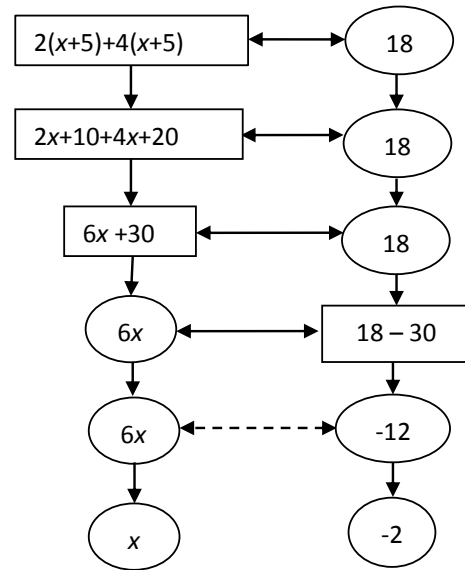 2(x+5)+4(x+5) 18
2x+10+4x+20 18
6x +30 18
6x 18 – 30
6x -12
x -2